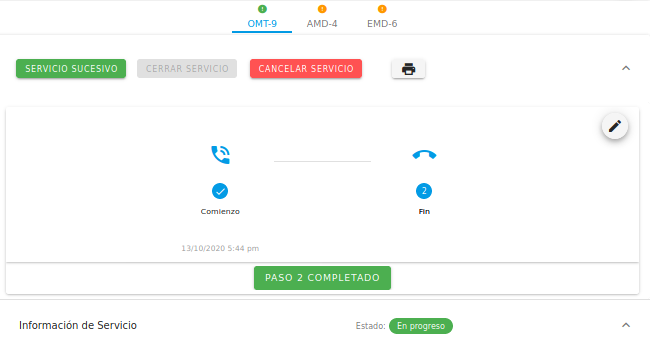 OMT-9 AMD-4 EMD-6
SERVICIO SUCESIVO CERRAR SERVICIO CANCELAR SERVICIO
2
Comienzo Fin
13/10/2020 5:44 pm
PASO 2 COMPLETADO
Información de Servicio Estado: En progreso